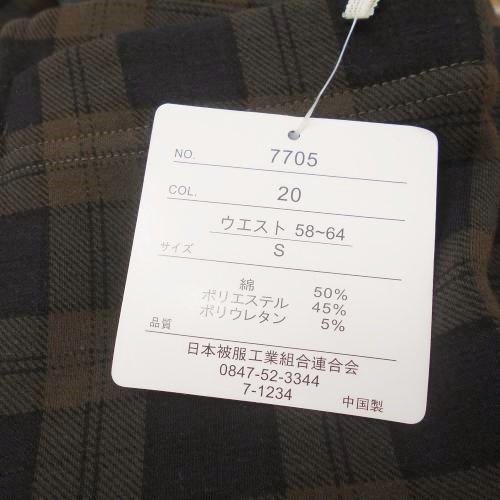 NO. 7705
COL. 20
ウエスト 58~64
サイズ S
綿 50%
ポリエステル 45%
ポリウレタン 5%
品質
日本被服工業組合連合会
0847-52-3344
7-1234
中国製